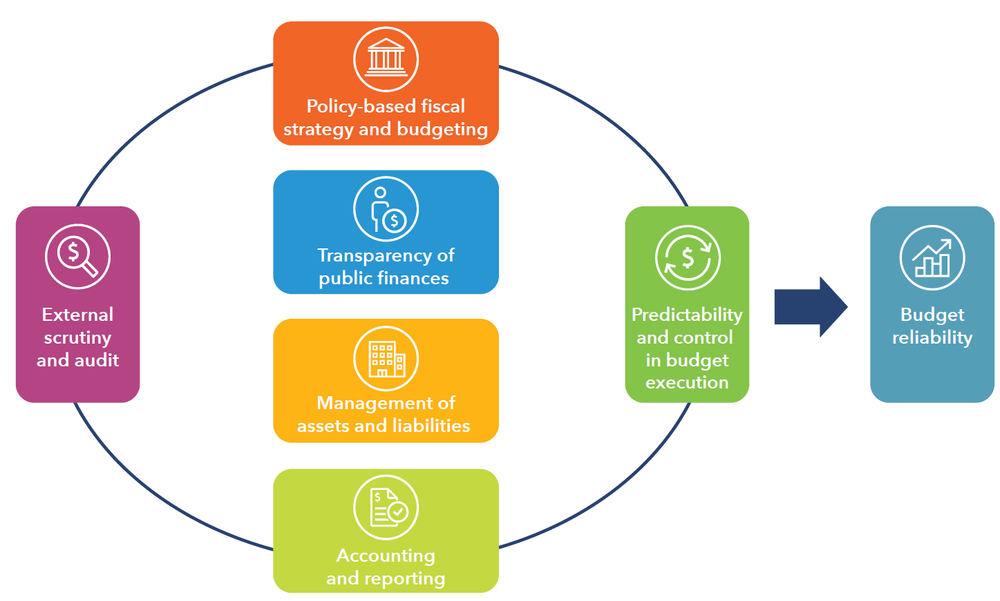 Policy-based fiscal
strategy and budgeting
Transparency of
public finances
External
scrutiny
and audit
Predictability
and control
in budget
execution
Budget
reliability
Management of
assets and liabilities
Accounting
and reporting
$
$
$
$